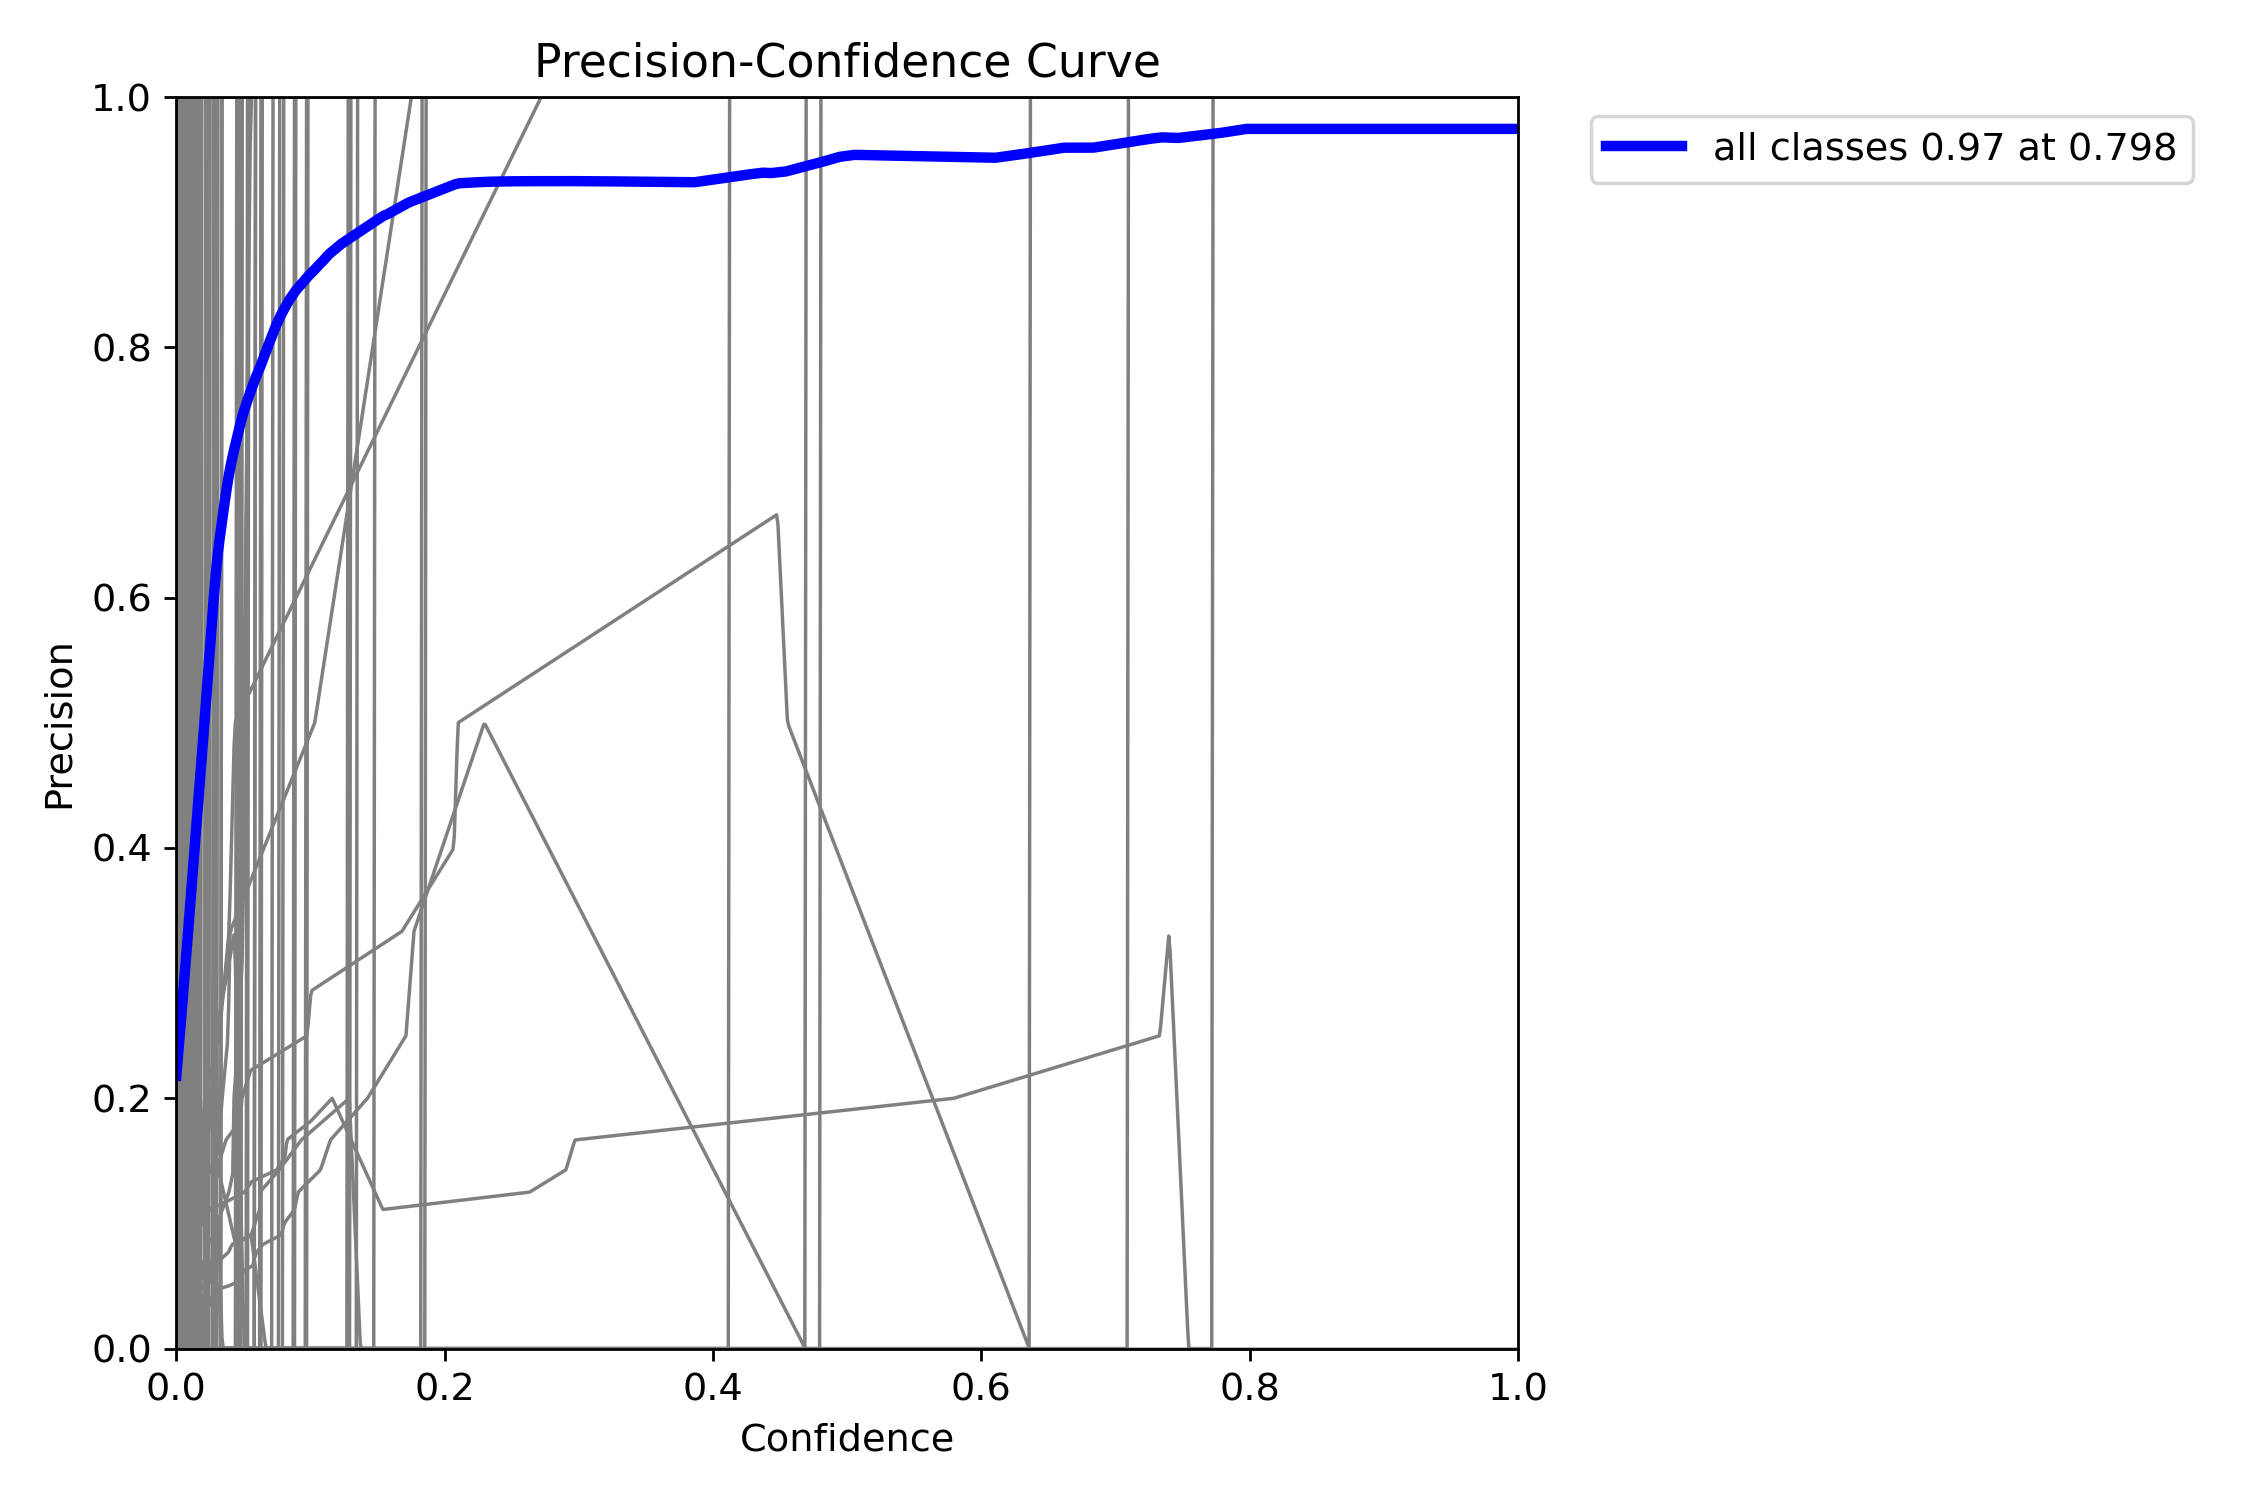 Precision-Confidence Curve
all classes 0.97 at 0.798
1.0
0.8
0.6
0.4
0.2
0.0
Precision
0.0 0.2 0.4 0.6 0.8 1.0
Confidence